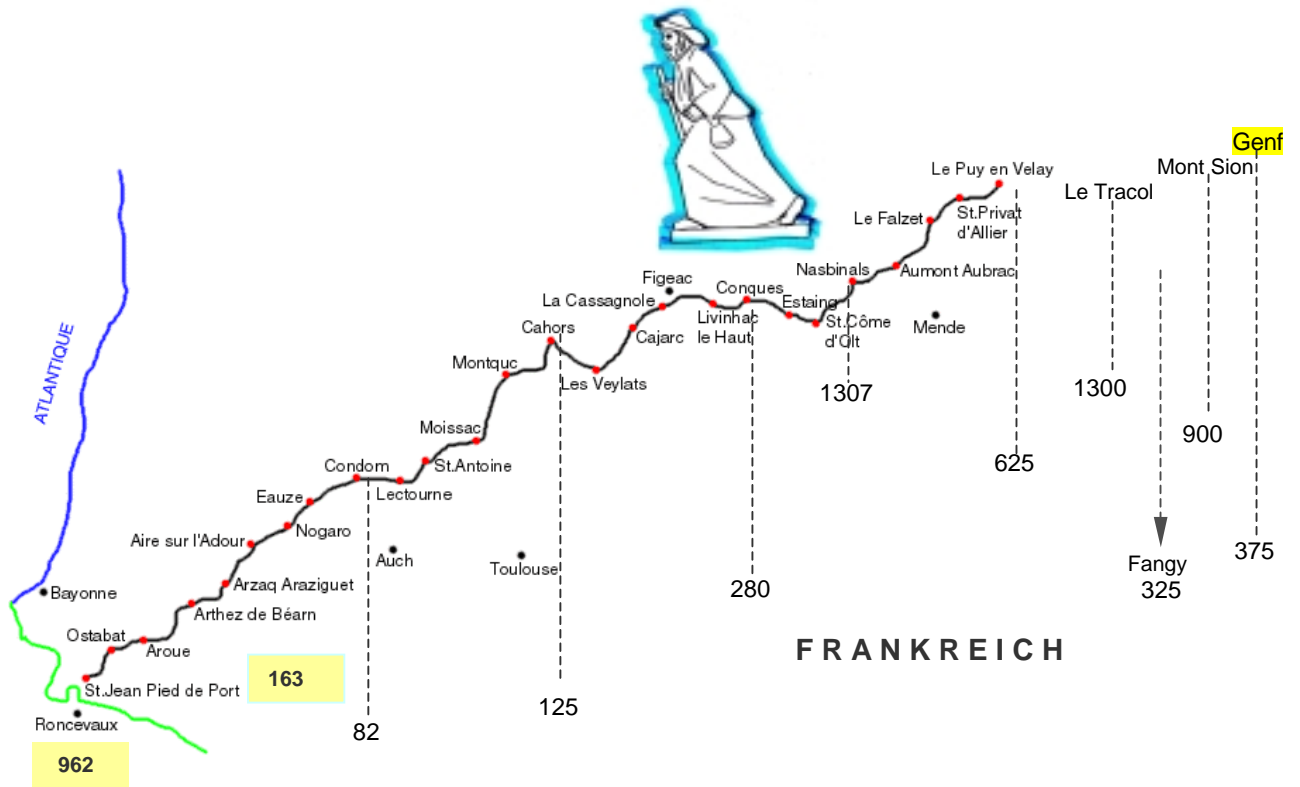 Genf
Mont Sion
Le Puy en Velay
Le Tracol
St.Privat
d'Allier
Le Falzet
Aumont Aubrac
Nasbinals
Figeac
Conques
La Cassagnole
Estaing
Livinhac
le Haut
St.Côme
d'Olt
Mende
Cahors
Cajarc
Montquc
Les Veylats
ATLANTIQUE
1307
1300
900
Moissac
St.Antoine
625
Condom
Lectourne
Eauze
Nogaro
Aire sur l'Adour
Auch
Toulouse
375
Fangy
325
Arzaq Araziguet
280
Bayonne
Arthez de Béarn
Ostabat
Aroue
FRANKREICH
163
St.Jean Pied de Port
125
Roncevaux
82
962